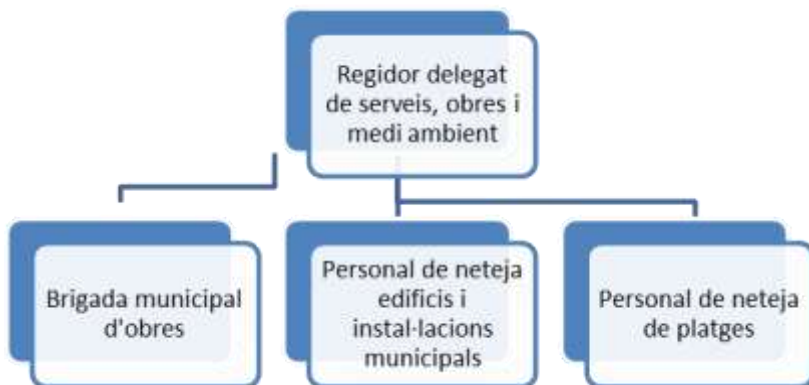 Regidor delegat
de serveis, obres i
medi ambient
Brigada municipal
d'obres
Personal de neteja
edificis i
instal·lacions
municipals
Personal de neteja
de platges